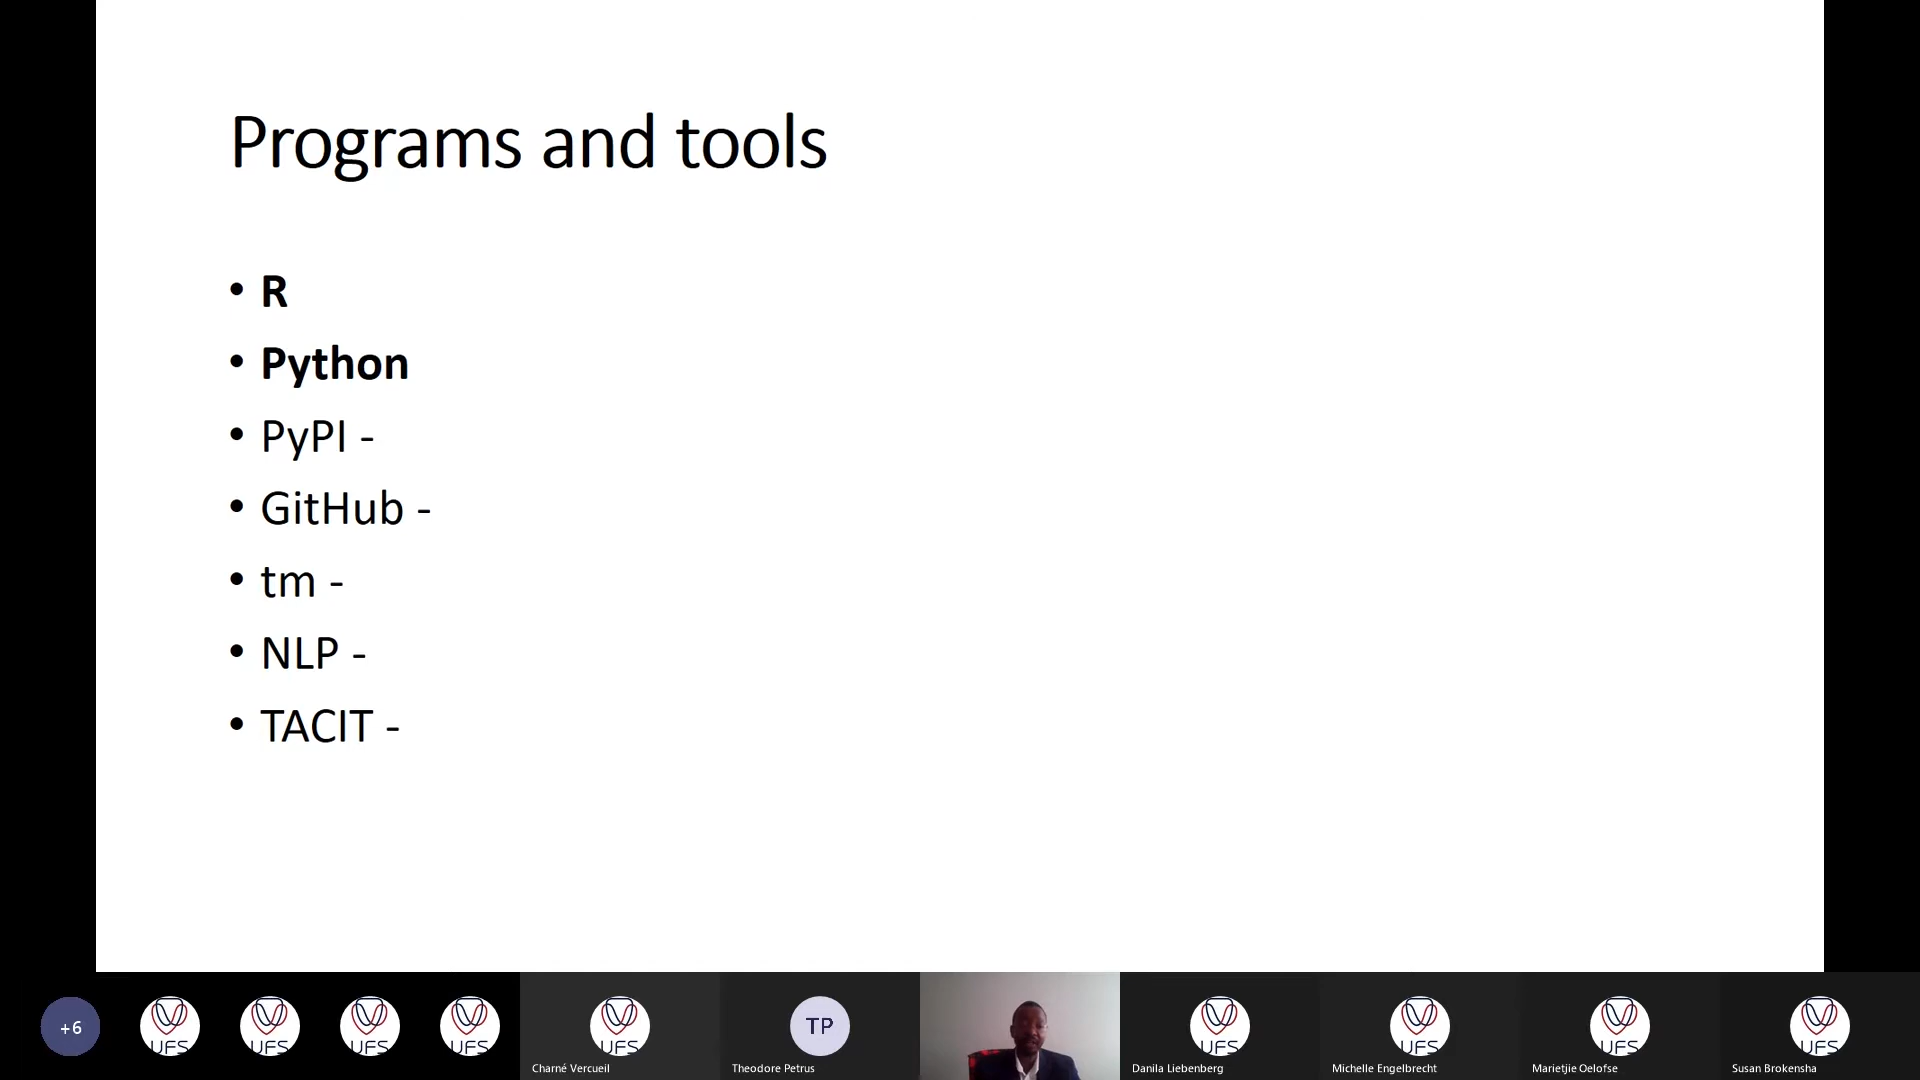 Programs and tools
• R
• Python
• PyPI -
• GitHub -
• tm -
• NLP -
• TACIT -
+6
UFS
UFS
UFS
UFS
UFS
Charné Vercueil
TP
Theodore Petrus
UFS
Danila Liebenberg
UFS
Michelle Engelbrecht
UFS
Marietjie Oelofse
UFS
Susan Brokensha